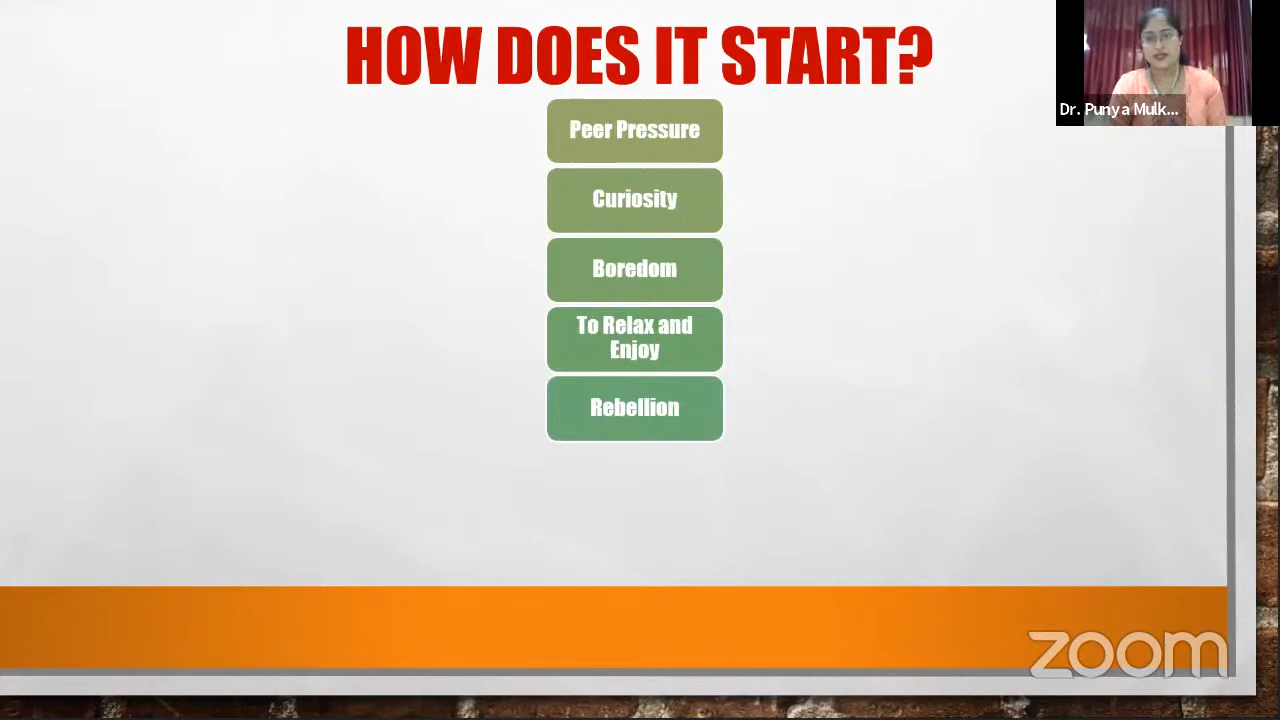 HOW DOES IT START?
Dr. Punya Mulk...
Peer Pressure
Curiosity
Boredom
To Relax and
Enjoy
Rebellion
zoom